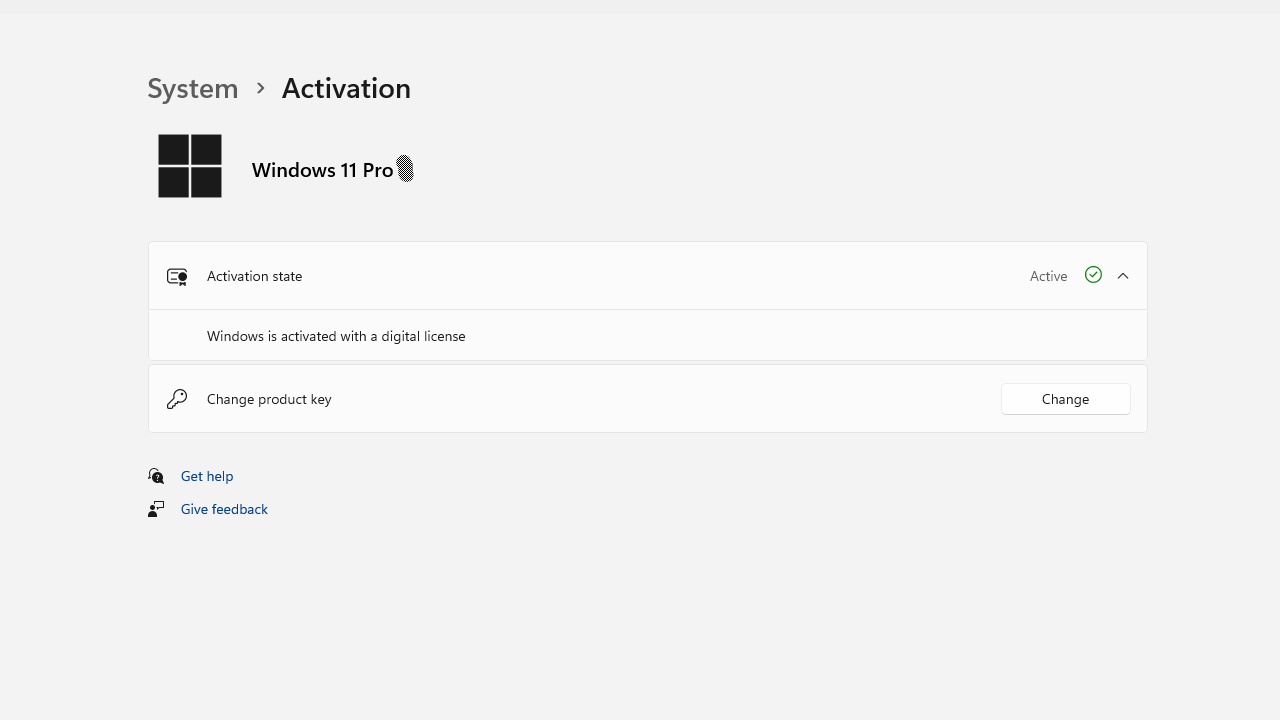 System > Activation
Windows 11 Pro
Activation state
Active
Windows is activated with a digital license
Change product key
Change
Get help
Give feedback